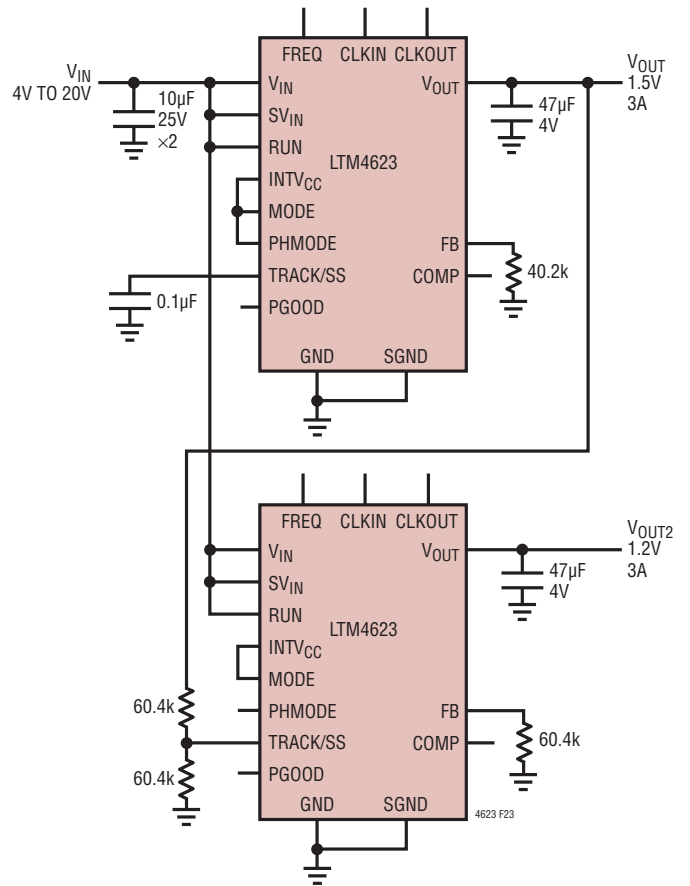 FREQ CLKIN CLKOUT
VIN
4V TO 20V
10µF
25V
×2
VIN
SVIN
RUN
INTVCC
MODE
PHMODE
TRACK/SS
PGOOD
LTM4623
VOUT
FB
COMP
GND SGND
0.1µF
47µF
4V
VOUT
1.5V
3A
40.2k
FREQ CLKIN CLKOUT
VIN
SVIN
RUN
INTVCC
MODE
PHMODE
TRACK/SS
PGOOD
LTM4623
VOUT
FB
COMP
GND SGND
47µF
4V
VOUT2
1.2V
3A
60.4k
60.4k
60.4k
4623 F23